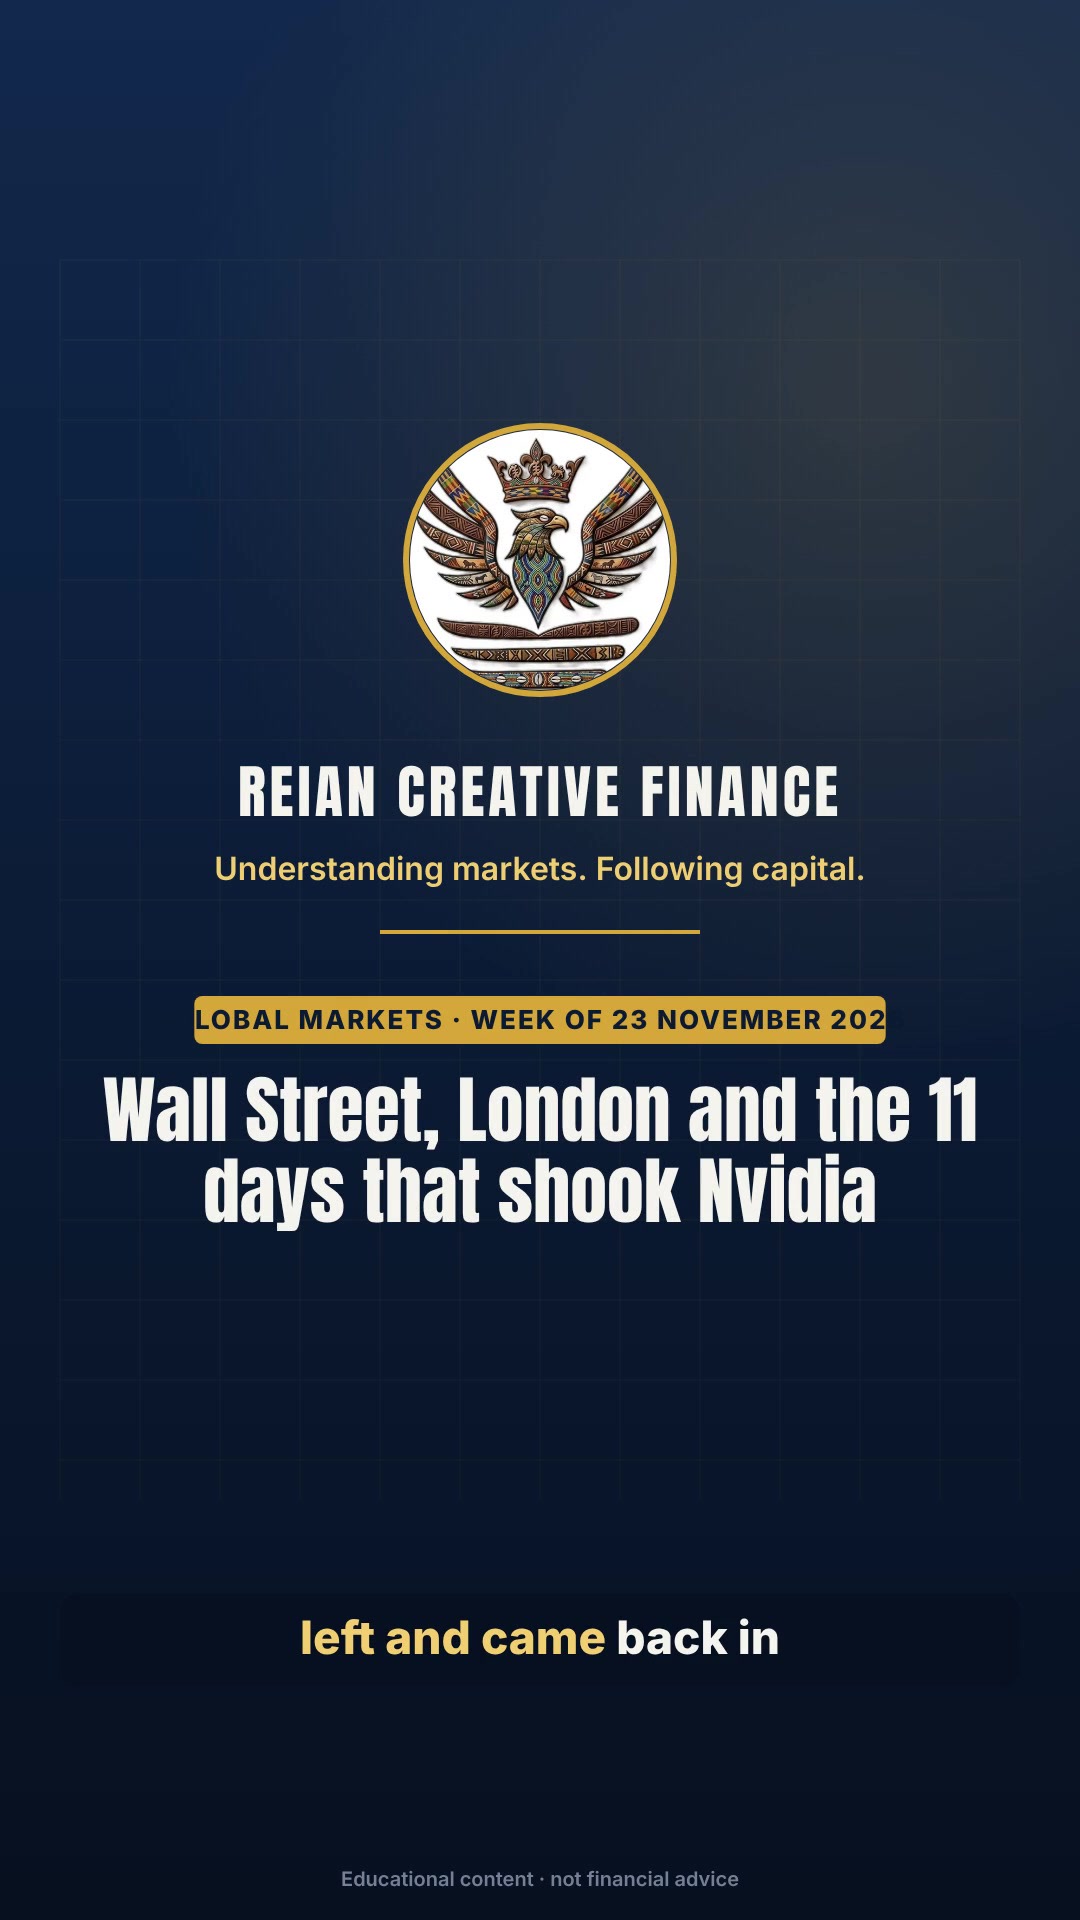 REIAN CREATIVE FINANCE
Understanding markets. Following capital.
LOBAL MARKETS · WEEK OF 23 NOVEMBER 202
Wall Street, London and the 11
days that shook Nvidia
left and came back in
Educational content · not financial advice